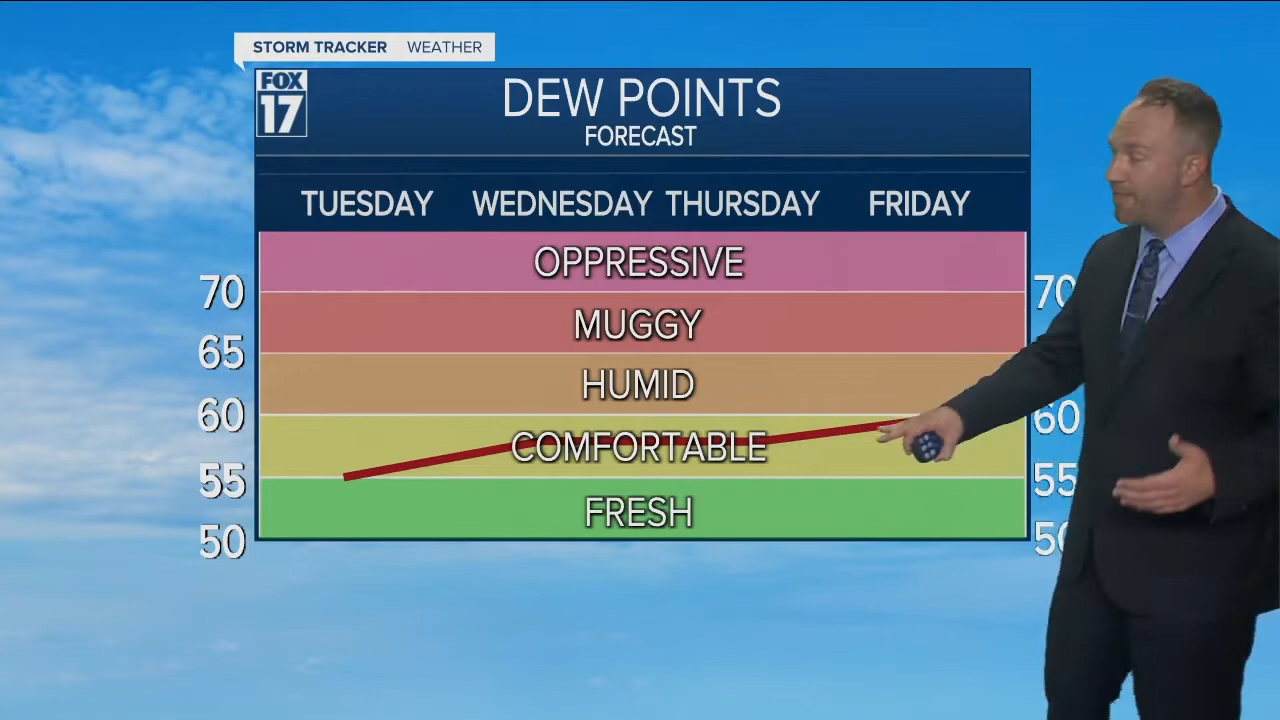 STORM TRACKER WEATHER
FOX
17
DEW POINTS
FORECAST
TUESDAY WEDNESDAY THURSDAY FRIDAY
OPPRESSIVE
70 70
MUGGY
65
HUMID
60 60
COMFORTABLE
55 55
FRESH
50